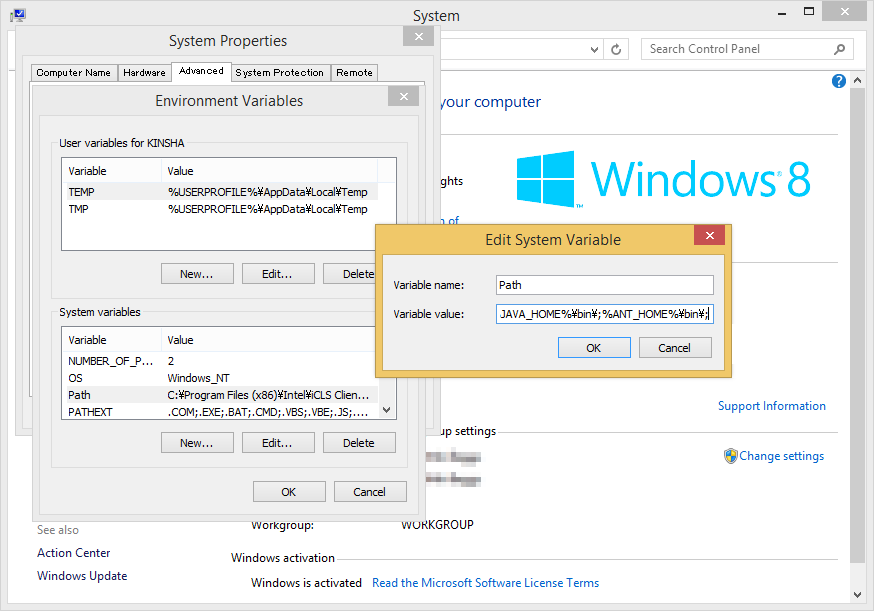 System
System Properties
Search Control Panel
Computer Name
Hardware
Advanced
System Protection
Remote
Environment Variables
your computer
User variables for KINSHA
Variable Value
TEMP %USERPROFILE%¥AppData¥Local¥Temp
TMP %USERPROFILE%¥AppData¥Local¥Temp
New... Edit... Delete
ghts
Windows 8
n of
Edit System Variable
Variable name: Path
Variable value: JAVA_HOME%¥bin¥;%ANT_HOME%¥bin¥;
OK Cancel
System variables
Variable Value
NUMBER_OF_P... 2
OS Windows_NT
Path C:¥Program Files (x86)¥Intel¥iCLS Clien...
PATHEXT .COM;.EXE;.BAT;.CMD;.VBS;.VBE;.JS;....
New... Edit... Delete
OK Cancel
Support Information
up settings
Change settings
See also
Action Center
Windows Update
Workgroup: WORKGROUP
Windows activation
Windows is activated Read the Microsoft Software License Terms